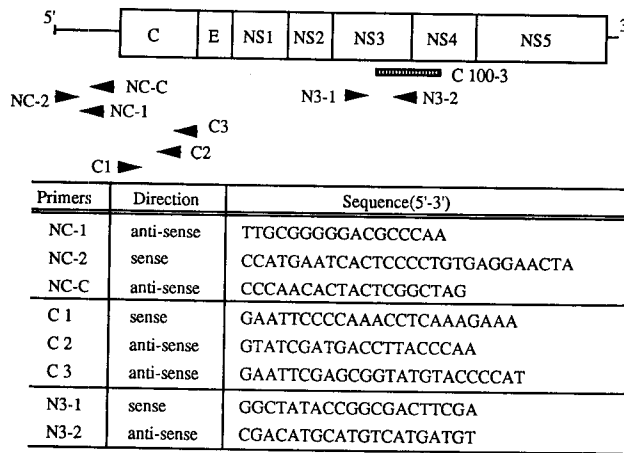 5' 3'
C E NS1 NS2 NS3 NS4 NS5
C 100-3
NC-C
NC-2 N3-1 N3-2
NC-1
C3
C2
C1
Primers Direction Sequence(5'-3')
NC-1 anti-sense TTGCGGGGGACGCCCAA
NC-2 sense CCATGAATCACTCCCCTGTGAGGAACTA
NC-C anti-sense CCCAACACTACTCGGCTAG
C 1 sense GAATTCCCCAAACCTCAAAGAAA
C 2 anti-sense GTATCGATGACCTTACCCAA
C 3 anti-sense GAATTCGAGCGGTATGTACCCCAT
N3-1 sense GGCTATACCGGCGACTTCGA
N3-2 anti-sense CGACATGCATGTCATGATGT